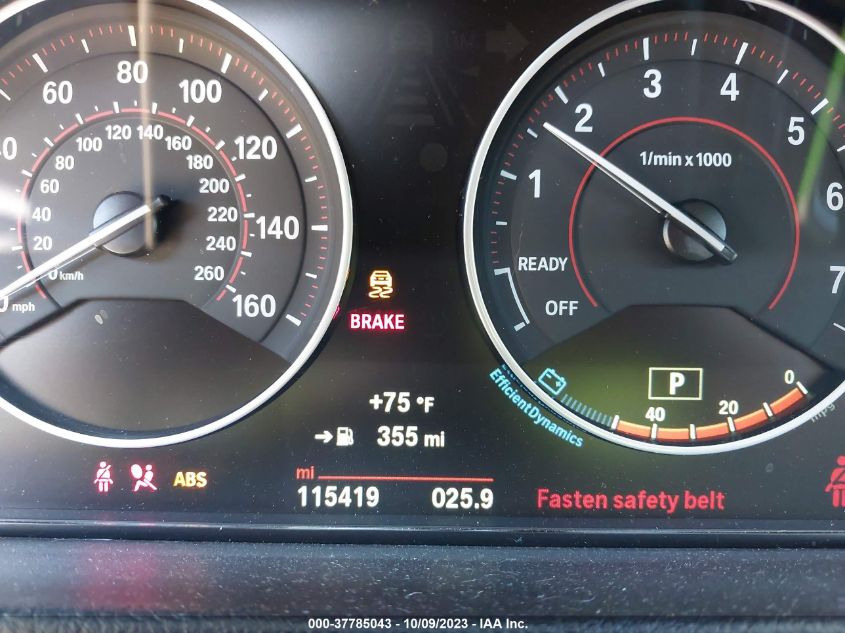 60 80 100
120
140
160
mph
120 140
100 160
80 180
60 200
40 220
20 240
0 km/h 260
BRAKE
+75 °F
355 mi
ABS
mi
115419 025.9
1 2 3 4 5 6 7
1/min x 1000
READY
OFF
P
40 20 0
mpg
EfficientDynamics
Fasten safety belt
000-37785043 - 10/09/2023 - IAA Inc.